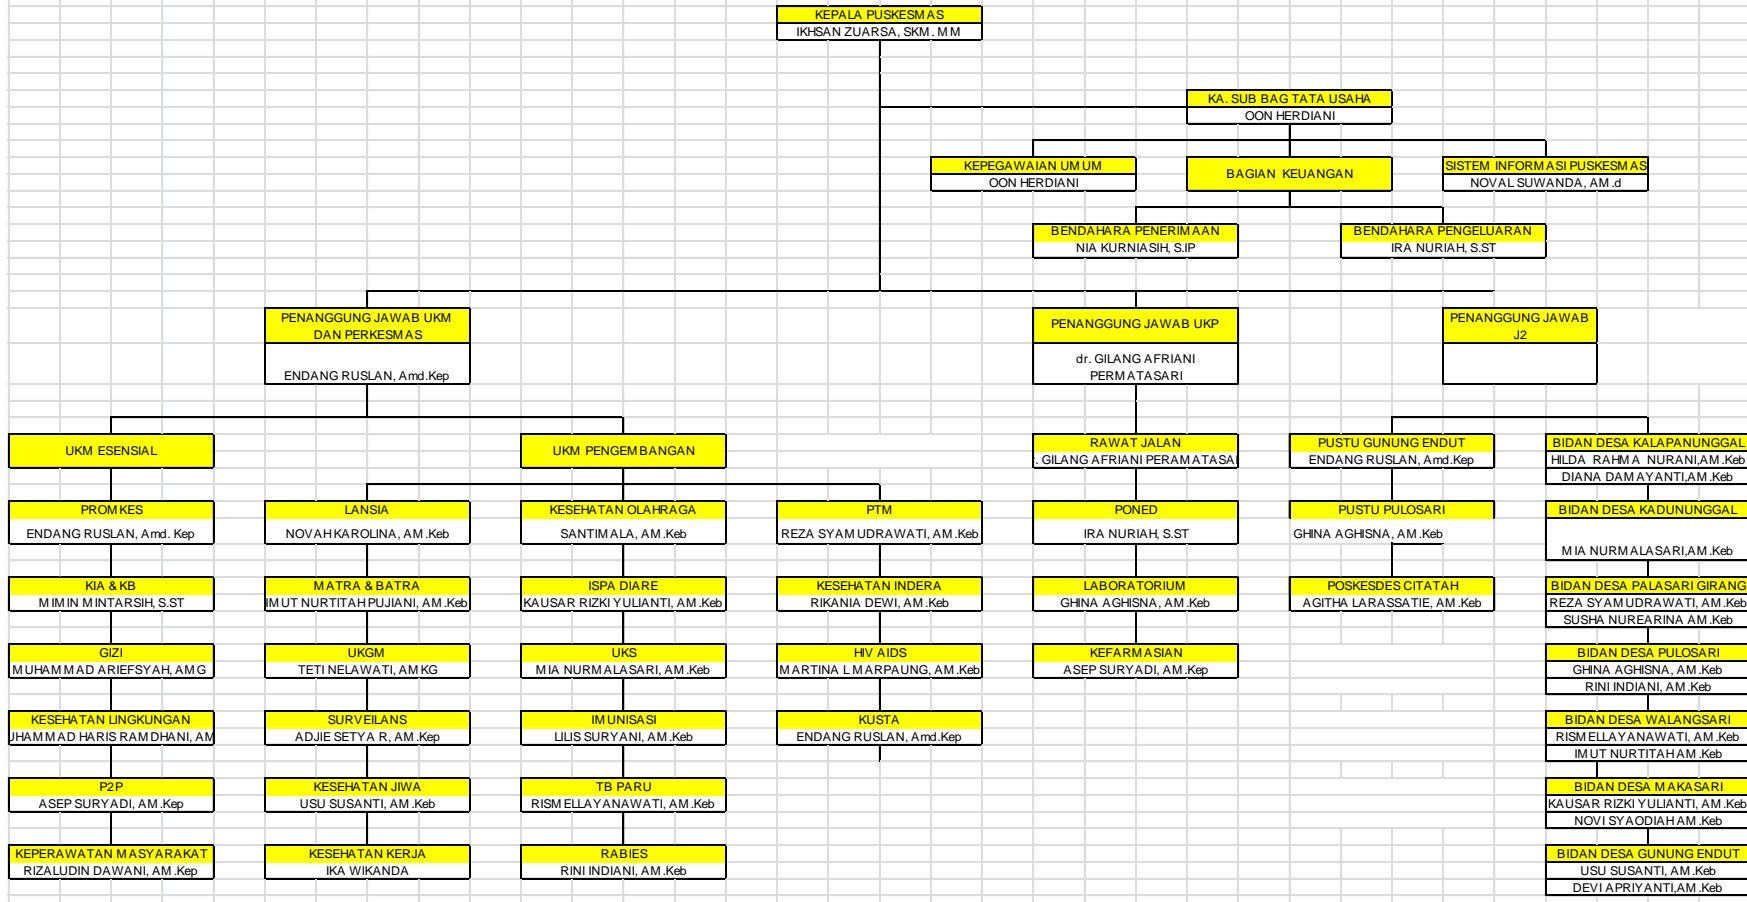 KEPALA PUSKESMAS
IKHSAN ZUARSA, SKM. MM
KA. SUB BAG TATA USAHA
OON HERDIANI
KEPEGAWAIAN UMUM
OON HERDIANI
BAGIAN KEUANGAN
SISTEM INFORMASI PUSKESMAS
NOVAL SUWANDA, AM.d
BENDAHARA PENERIMAAN
NIA KURNIASIH, S.IP
BENDAHARA PENGELUARAN
IRA NURIAH, S.ST
PENANGGUNG JAWAB UKM
DAN PERKESMAS
ENDANG RUSLAN, Amd.Kep
PENANGGUNG JAWAB UKP
dr. GILANG AFRIANI
PERMATASARI
PENANGGUNG JAWAB
J2
UKM ESENSIAL
UKM PENGEMBANGAN
RAWAT JALAN
. GILANG AFRIANI PERAMATASA
PUSTU GUNUNG ENDUT
ENDANG RUSLAN, Amd.Kep
BIDAN DESA KALAPANUNGGAL
HILDA RAHMA NURANI,AM.Keb
DIANA DAMAYANTI,AM.Keb
PROMKES
ENDANG RUSLAN, Amd. Kep
LANSIA
NOVAH KAROLINA, AM.Keb
KESEHATAN OLAHRAGA
SANTIMALA, AM.Keb
PTM
REZA SYAMUDRAWATI, AM.Keb
PONED
IRA NURIAH, S.ST
PUSTU PULOSARI
GHINA AGHISNA, AM.Keb
BIDAN DESA KADUNUNGGAL
MIA NURMALASARI,AM.Keb
KIA & KB
MIMIN MINTARSIH, S.ST
MATRA & BATRA
IMUT NURTITAH PUJIANI, AM.Keb
ISPA DIARE
KAUSAR RIZKI YULIANTI, AM.Keb
KESEHATAN INDERA
RIKANIA DEWI, AM.Keb
LABORATORIUM
GHINA AGHISNA, AM.Keb
POSKESDES CITATAH
AGITHA LARASSATIE, AM.Keb
BIDAN DESA PALASARI GIRANG
REZA SYAMUDRAWATI, AM.Keb
SUSHA NUREARINA AM.Keb
GIZI
MUHAMMAD ARIEFSYAH, AMG
UKGM
TETI NELAWATI, AMKG
UKS
MIA NURMALASARI, AM.Keb
HIV AIDS
MARTINA L MARPAUNG, AM.Keb
KEFARMASIAN
ASEP SURYADI, AM.Kep
BIDAN DESA PULOSARI
GHINA AGHISNA, AM.Keb
RINI INDIANI, AM.Keb
KESEHATAN LINGKUNGAN
UHAMMAD HARIS RAMDHANI, AM
SURVEILANS
ADJIE SETYA R, AM.Kep
IMUNISASI
LILIS SURYANI, AM.Keb
KUSTA
ENDANG RUSLAN, Amd.Kep
BIDAN DESA WALANGSARI
RISMELLAYANAWATI, AM.Keb
IMUT NURTITAH AM.Keb
P2P
ASEP SURYADI, AM.Kep
KESEHATAN JIWA
USU SUSANTI, AM.Keb
TB PARU
RISMELLAYANAWATI, AM.Keb
BIDAN DESA MAKASARI
KAUSAR RIZKI YULIANTI, AM.Keb
NOVI SYAODIAH AM.Keb
KEPERAWATAN MASYARAKAT
RIZALUDIN DAWANI, AM.Kep
KESEHATAN KERJA
IKA WIKANDA
RABIES
RINI INDIANI, AM.Keb
BIDAN DESA GUNUNG ENDUT
USU SUSANTI, AM.Keb
DEVI APRIYANTI,AM.Keb